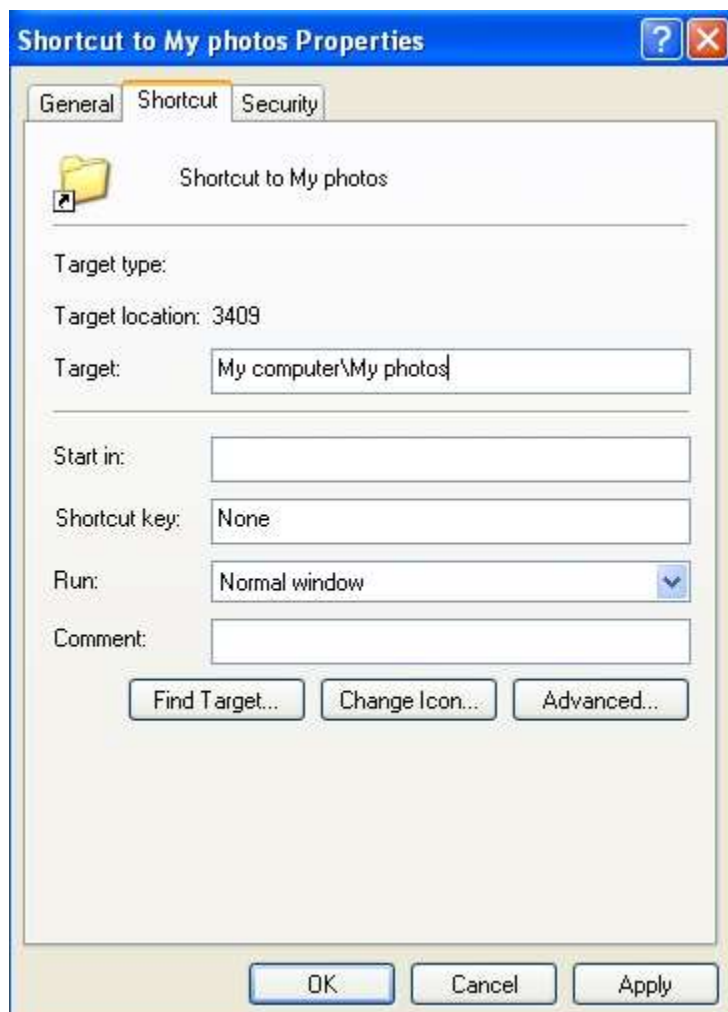 Shortcut to My photos Properties
General Shortcut Security
Shortcut to My photos
Target type:
Target location: 3409
Target: My computer\My photos
Start in:
Shortcut key: None
Run: Normal window
Comment:
Find Target... Change Icon... Advanced...
OK Cancel Apply